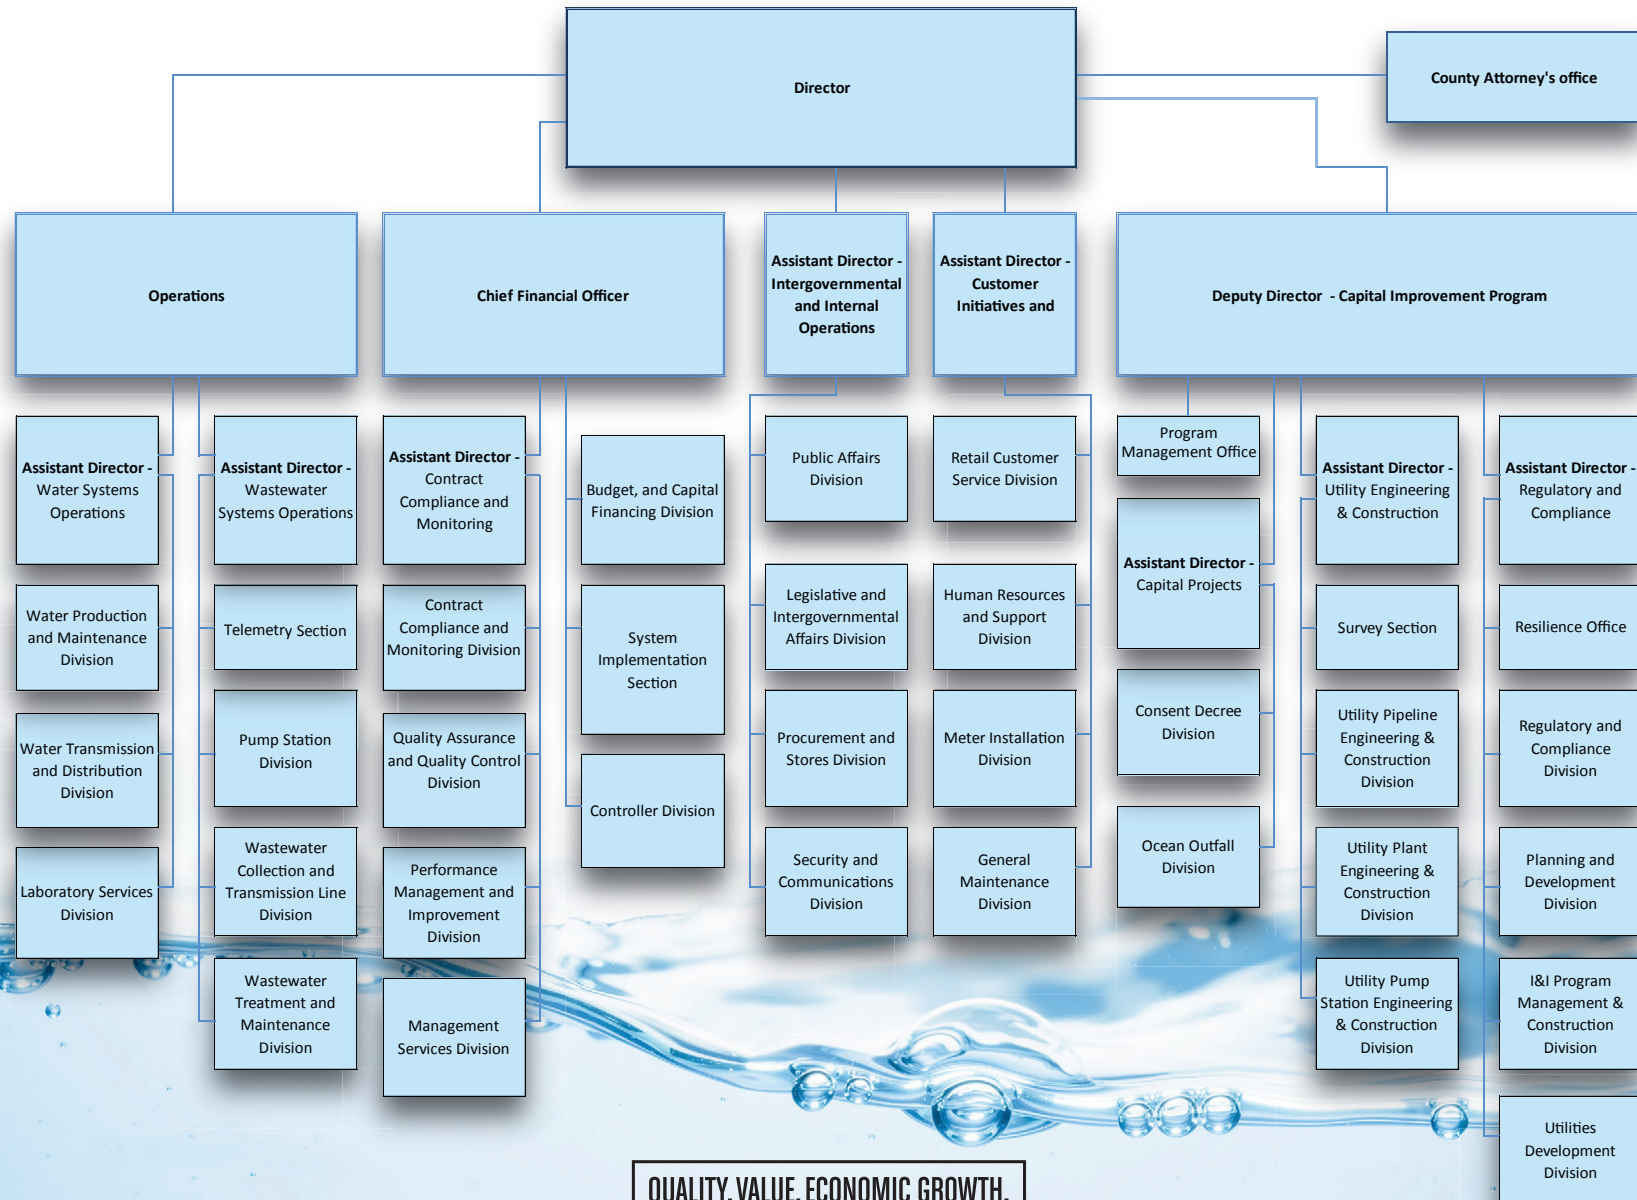 Director
County Attorney's office
Operations
Chief Financial Officer
Assistant Director -
Intergovernmental
and Internal
Operations
Assistant Director -
Customer
Initiatives and
Deputy Director  - Capital Improvement Program
Assistant Director -
Water Systems
Operations
Water Production
and Maintenance
Division
Water Transmission
and Distribution
Division
Laboratory Services
Division
Assistant Director -
Wastewater
Systems Operations
Telemetry Section
Pump Station
Division
Wastewater
Collection and
Transmission Line
Division
Wastewater
Treatment and
Maintenance
Division
Assistant Director -
Contract
Compliance and
Monitoring
Contract
Compliance and
Monitoring Division
Quality Assurance
and Quality Control
Division
Performance
Management and
Improvement
Division
Management
Services Division
Budget, and Capital
Financing Division
System
Implementation
Section
Controller Division
Public Affairs
Division
Legislative and
Intergovernmental
Affairs Division
Procurement and
Stores Division
Security and
Communications
Division
Retail Customer
Service Division
Human Resources
and Support
Division
Meter Installation
Division
General
Maintenance
Division
Program
Management Office
Assistant Director -
Capital Projects
Consent Decree
Division
Ocean Outfall
Division
Assistant Director -
Utility Engineering
& Construction
Survey Section
Utility Pipeline
Engineering &
Construction
Division
Utility Plant
Engineering &
Construction
Division
Utility Pump
Station Engineering
& Construction
Division
Assistant Director -
Regulatory and
Compliance
Resilience Office
Regulatory and
Compliance
Division
Planning and
Development
Division
I&I Program
Management &
Construction
Division
Utilities
Development
Division
QUALITY. VALUE. ECONOMIC GROWTH.